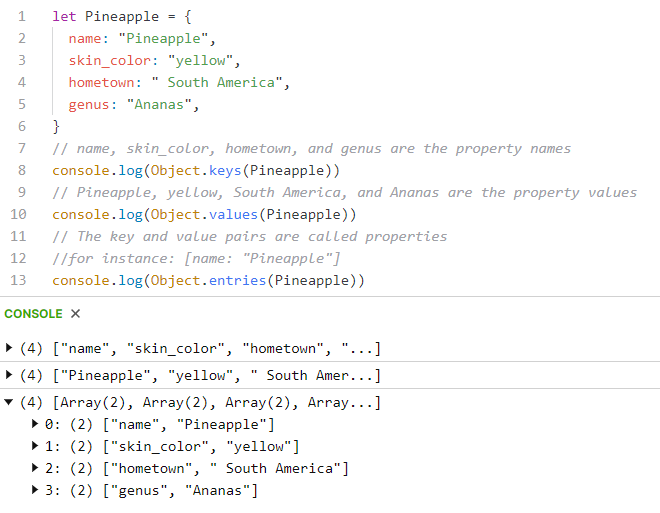 1 let Pineapple = {
2 name: "Pineapple",
3 skin_color: "yellow",
4 hometown: " South America",
5 genus: "Ananas",
6 }
7 // name, skin_color, hometown, and genus are the property names
8 console.log(Object.keys(Pineapple))
9 // Pineapple, yellow, South America, and Ananas are the property values
10 console.log(Object.values(Pineapple))
11 // The key and value pairs are called properties
12 //for instance: [name: "Pineapple"]
13 console.log(Object.entries(Pineapple))
CONSOLE ×
(4) ["name", "skin_color", "hometown", "...]
(4) ["Pineapple", "yellow", " South Amer...]
(4) [Array(2), Array(2), Array(2), Array...]
0: (2) ["name", "Pineapple"]
1: (2) ["skin_color", "yellow"]
2: (2) ["hometown", " South America"]
3: (2) ["genus", "Ananas"]